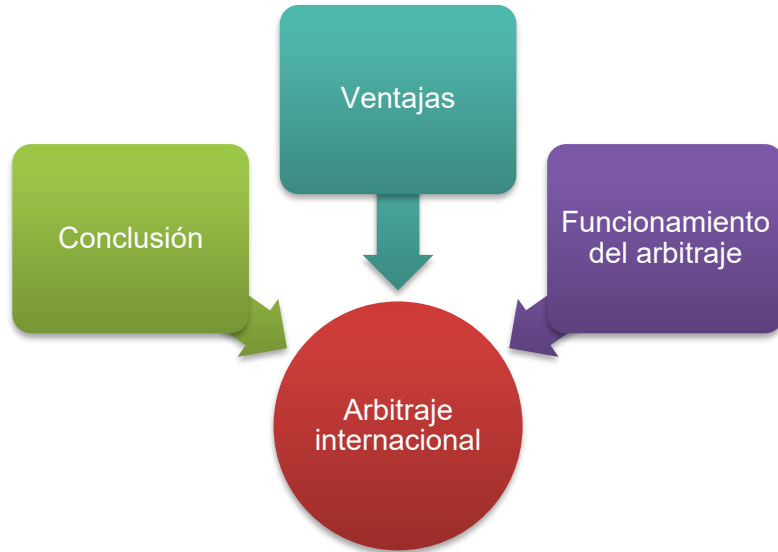 Ventajas
Conclusión
Funcionamiento
del arbitraje
Arbitraje
internacional